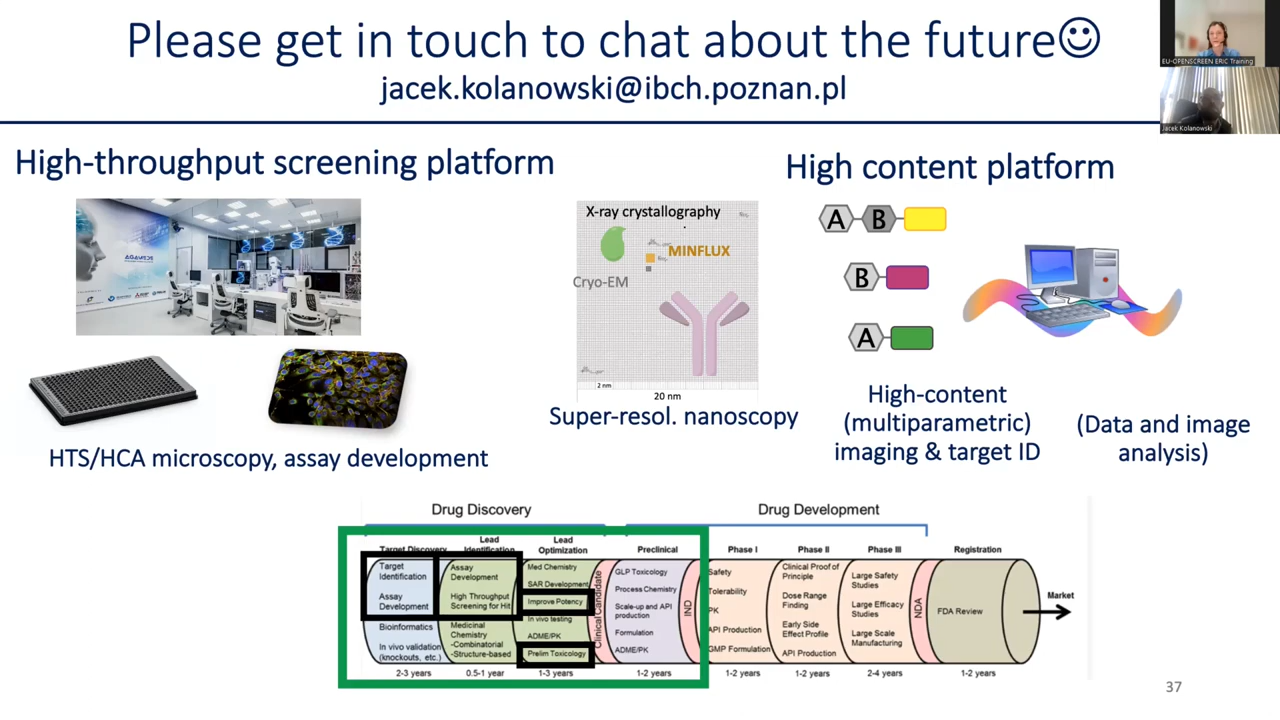 Please get in touch to chat about the future☺
jacek.kolanowski@ibch.poznan.pl
EU-OPENSCREEN ERIC Training
Jacek Kolanowski
High-throughput screening platform
High content platform
X-ray crystallography
MINFLUX
Cryo-EM
2 nm
20 nm
A B
B
A
HTS/HCA microscopy, assay development
Super-resol. nanoscopy
High-content
(multiparametric)
imaging & target ID
(Data and image
analysis)
Drug Discovery
Drug Development
Target Discovery
Lead
Identification
Lead
Optimization
Preclinical
Phase I
Phase II
Phase III
Registration
Target
Identification
Assay
Development
Bioinformatics
In vivo validation
(knockouts, etc.)
Assay
Development
High Throughput
Screening for Hit
Medicinal
Chemistry
-Combinatorial
-Structure-based
Med Chemistry
SAR Development
Improve Potency
In vivo testing
ADME/PK
Prelim Toxicology
Clinical Candidate
GLP Toxicology
Process Chemistry
Scale-up and API
production
Formulation
ADME/PK
IND
Safety
Tolerability
PK
API Production
GMP Formulation
Clinical Proof of
Principle
Dose Range
Finding
Early Side
Effect Profile
API Production
Large Safety
Studies
Large Efficacy
Studies
Large Scale
Manufacturing
NDA
FDA Review
Market
2-3 years
0.5-1 year
1-3 years
1-2 years
1-2 years
1-2 years
2-4 years
1-2 years
37